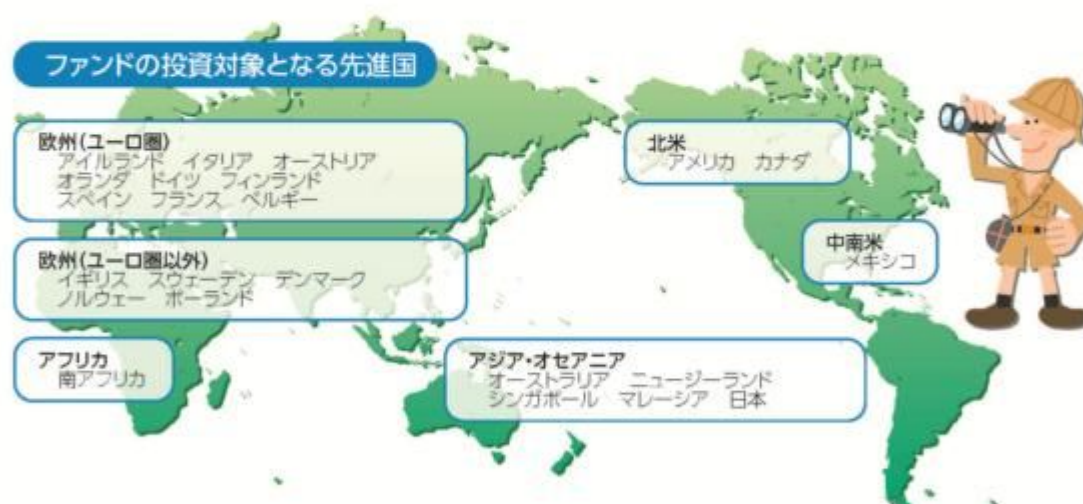 ファンドの投資対象となる先進国
欧州(ユーロ圏)
アイルランド イタリア オーストリア
オランダ ドイツ フィンランド
スペイン フランス ベルギー
欧州(ユーロ圏以外)
イギリス スウェーデン デンマーク
ノルウェー ポーランド
アフリカ
南アフリカ
北米
アメリカ カナダ
中南米
メキシコ
アジア・オセアニア
オーストラリア ニュージーランド
シンガポール マレーシア 日本